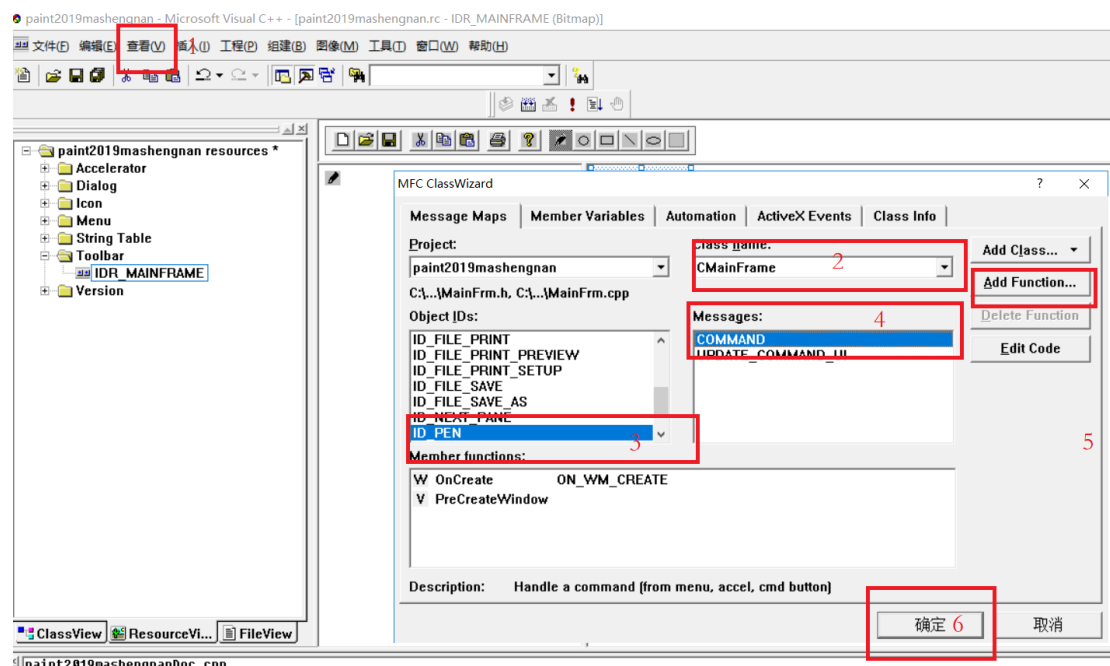 paint2019mashengnan - Microsoft Visual C++ - [paint2019mashengnan.rc - IDR_MAINFRAME (Bitmap)]
文件(F) 编辑(E) 查看(V) 插入(I) 工程(P) 组建(B) 图像(M) 工具(T) 窗口(W) 帮助(H)
1
paint2019mashengnan resources *
Accelerator
Dialog
Icon
Menu
String Table
Toolbar
IDR_MAINFRAME
Version
ClassView ResourceVi... FileView
MFC ClassWizard
Message Maps Member Variables Automation ActiveX Events Class Info
Project:
paint2019mashengnan
C:\...\MainFrm.h, C:\...\MainFrm.cpp
Class name:
CMainFrame
2
Add Class...
Add Function...
Delete Function
Edit Code
5
Object IDs:
ID_FILE_PRINT
ID_FILE_PRINT_PREVIEW
ID_FILE_PRINT_SETUP
ID_FILE_SAVE
ID_FILE_SAVE_AS
ID_NEXT_PANE
ID_PEN
3
Messages:
4
COMMAND
UPDATE_COMMAND_UI
Member functions:
W OnCreate ON_WM_CREATE
V PreCreateWindow
Description: Handle a command (from menu, accel, cmd button)
确定 6 取消
paint2019mashengnanDoc.cpp